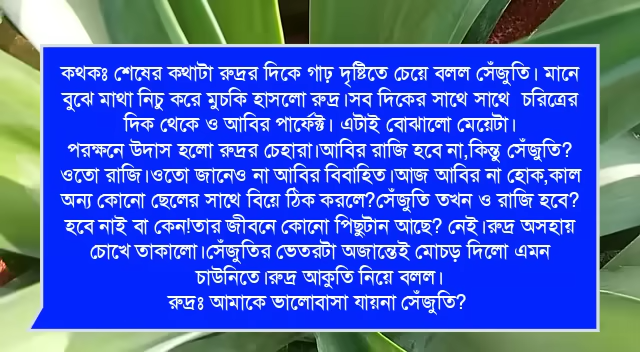 কথকঃ শেষের কথাটা রুদ্রর দিকে গাঢ় দৃষ্টিতে চেয়ে বলল সেঁজুতি। মানে
বুঝে মাথা নিচু করে মুচকি হাসলো রুদ্র।সব দিকের সাথে সাথে চরিত্রের
দিক থেকে ও আবির পার্ফেক্ট। এটাই বোঝালো মেয়েটা।
পরক্ষনে উদাস হলো রুদ্রর চেহারা।আবির রাজি হবে না,কিন্তু সেঁজুতি?
ওতো রাজি।ওতো জানেও না আবির বিবাহিত।আজ আবির না হোক,কাল
অন্য কোনো ছেলের সাথে বিয়ে ঠিক করলে?সেঁজুতি তখন ও রাজি হবে?
হবে নাই বা কেন!তার জীবনে কোনো পিছুটান আছে? নেই।রুদ্র অসহায়
চোখে তাকালো।সেঁজুতির ভেতরটা অজান্তেই মোচড় দিলো এমন
চাউনিতে।রুদ্র আকুতি নিয়ে বলল।
রুদ্রঃ আমাকে ভালোবাসা যায়না সেঁজুতি?